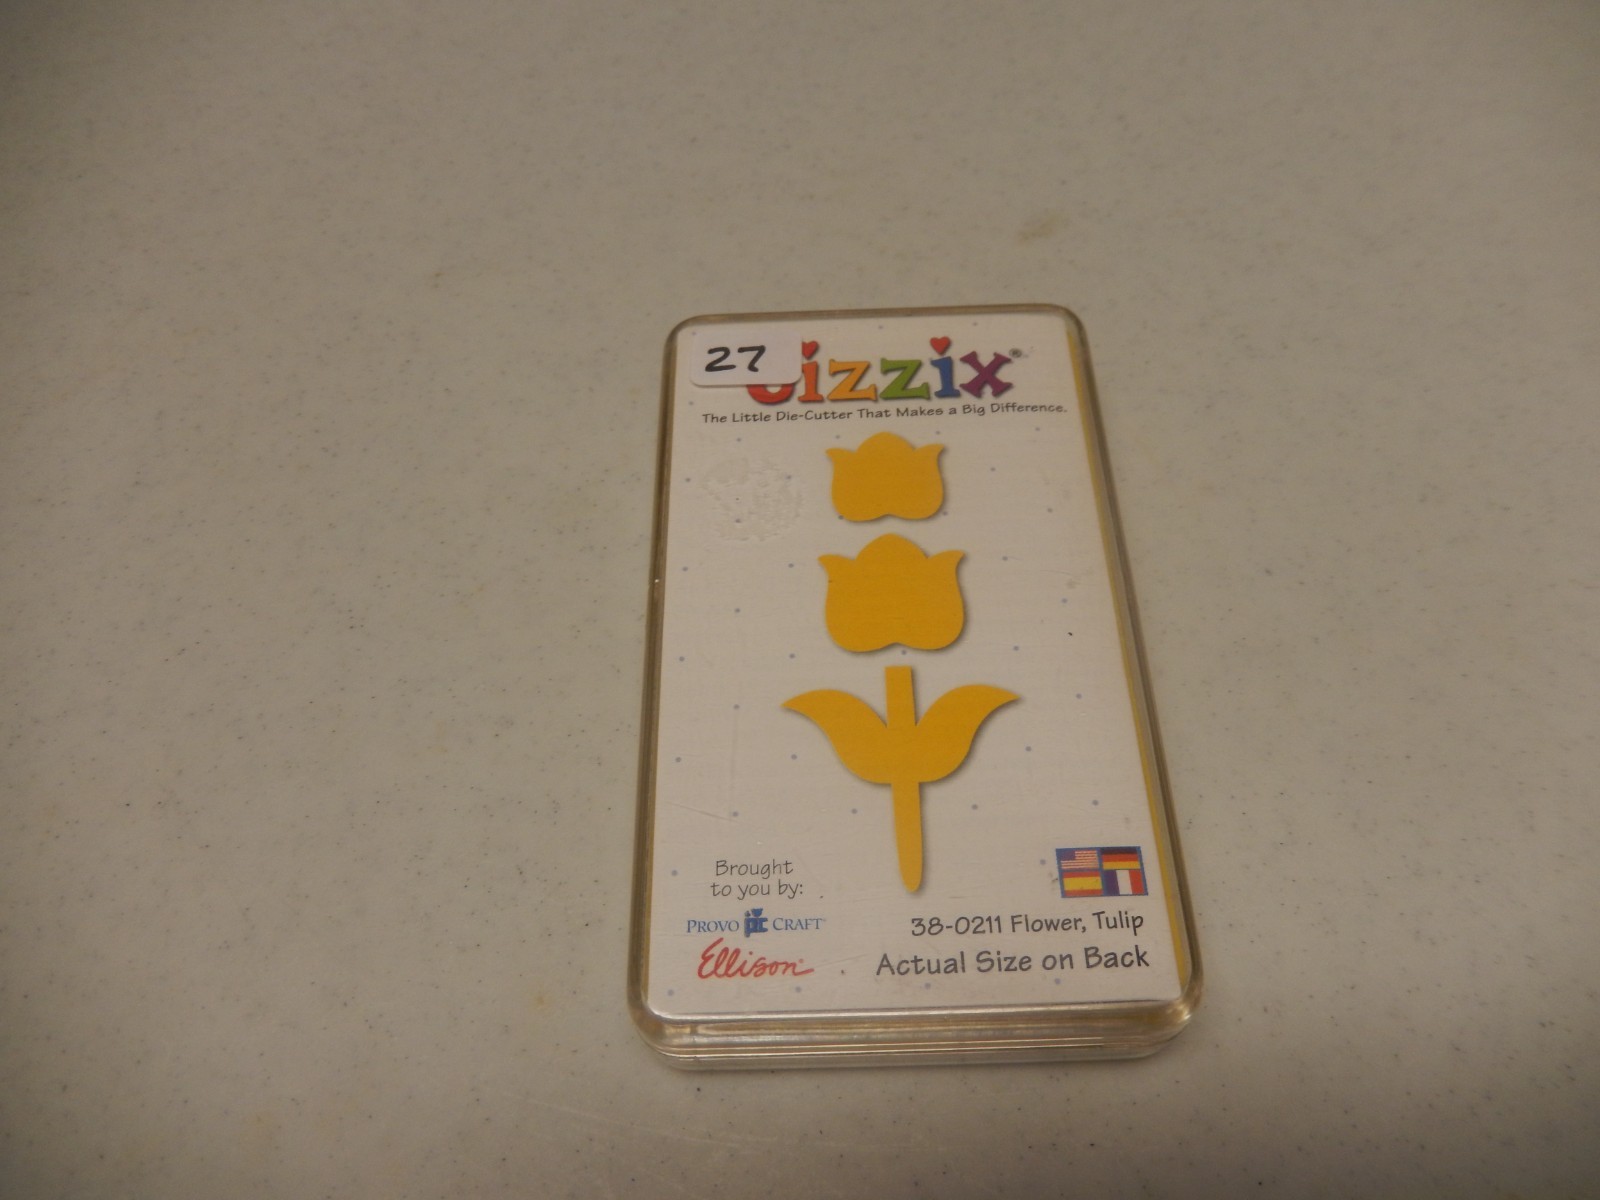 27
Sizzix®
The Little Die-Cutter That Makes a Big Difference.
Brought
to you by:
PROVO CRAFT
Ellison
38-0211 Flower, Tulip
Actual Size on Back